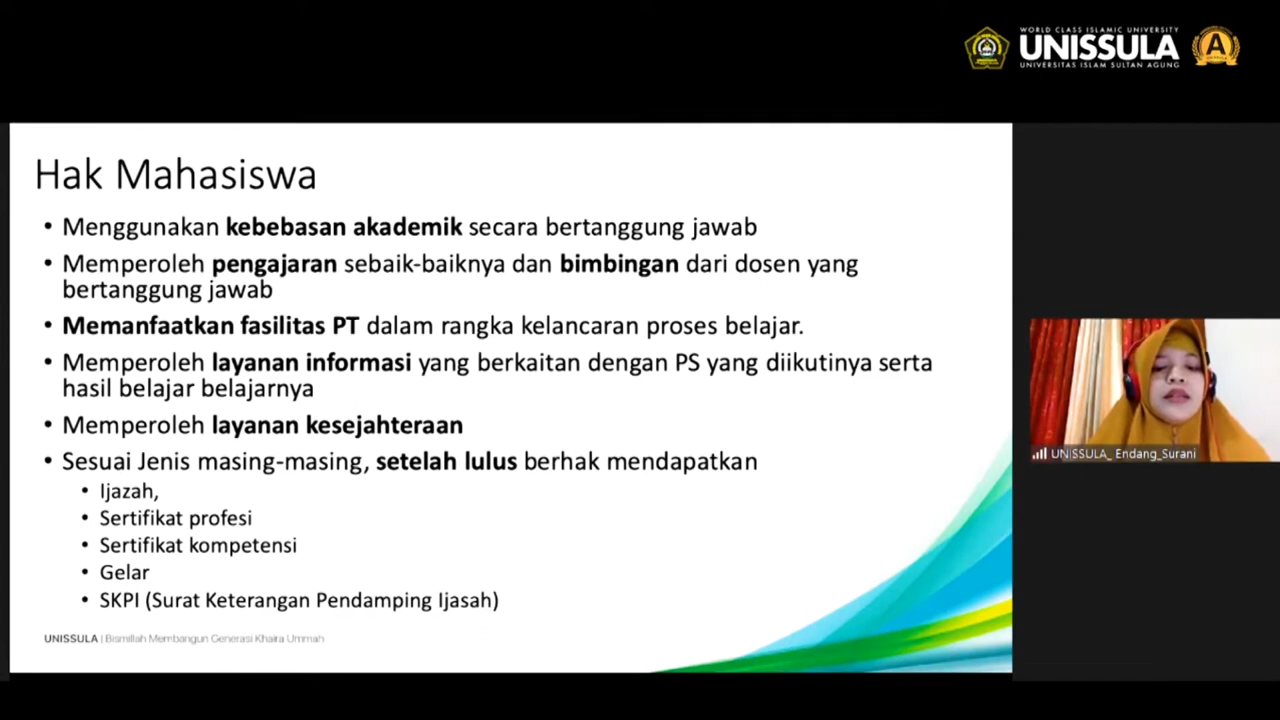 WORLD CLASS ISLAMIC UNIVERSITY
UNISSULA
UNIVERSITAS ISLAM SULTAN AGUNG
A
Hak Mahasiswa
• Menggunakan kebebasan akademik secara bertanggung jawab
• Memperoleh pengajaran sebaik-baiknya dan bimbingan dari dosen yang
bertanggung jawab
• Memanfaatkan fasilitas PT dalam rangka kelancaran proses belajar.
• Memperoleh layanan informasi yang berkaitan dengan PS yang diikutinya serta
hasil belajar belajarnya
• Memperoleh layanan kesejahteraan
• Sesuai Jenis masing-masing, setelah lulus berhak mendapatkan
• Ijazah,
• Sertifikat profesi
• Sertifikat kompetensi
• Gelar
• SKPI (Surat Keterangan Pendamping Ijasah)
UNISSULA | Bismillah Membangun Generasi Khaira Ummah
UNISSULA_ Endang_Surani